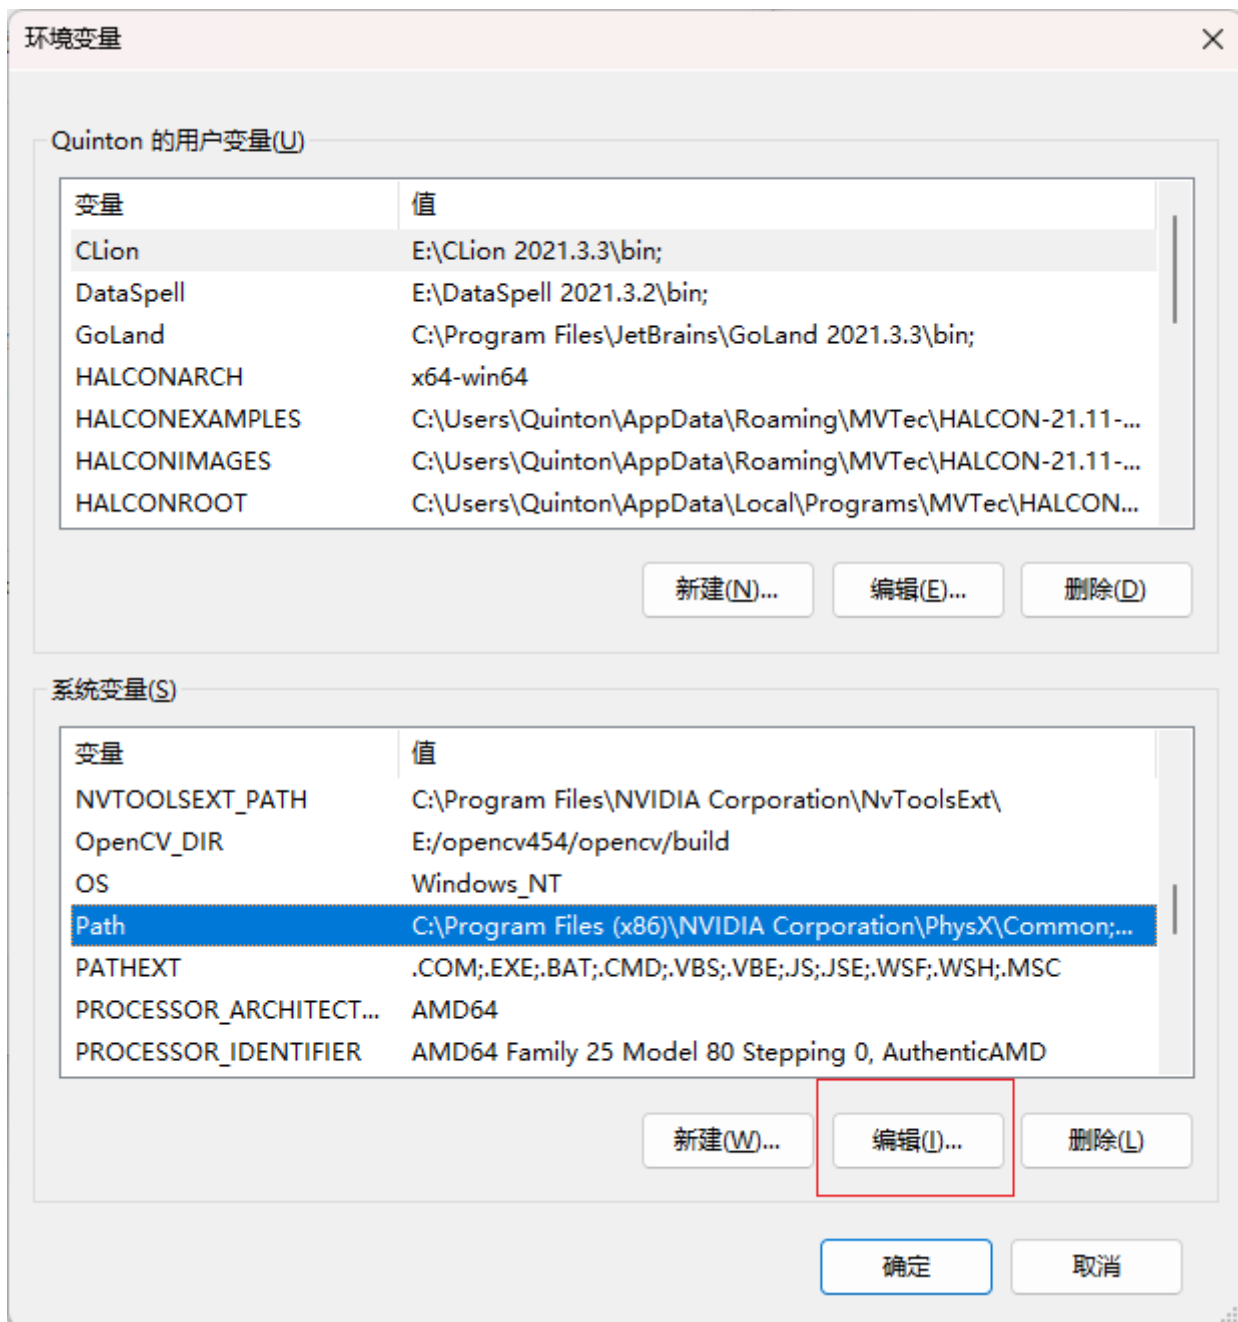 环境变量
Quinton 的用户变量(U)
变量 值
CLion E:\CLion 2021.3.3\bin;
DataSpell E:\DataSpell 2021.3.2\bin;
GoLand C:\Program Files\JetBrains\GoLand 2021.3.3\bin;
HALCONARCH x64-win64
HALCONEXAMPLES C:\Users\Quinton\AppData\Roaming\MVTec\HALCON-21.11-...
HALCONIMAGES C:\Users\Quinton\AppData\Roaming\MVTec\HALCON-21.11-...
HALCONROOT C:\Users\Quinton\AppData\Local\Programs\MVTec\HALCON...
新建(N)... 编辑(E)... 删除(D)
系统变量(S)
变量 值
NVTOOLSEXT_PATH C:\Program Files\NVIDIA Corporation\NvToolsExt\
OpenCV_DIR E:/opencv454/opencv/build
OS Windows_NT
Path C:\Program Files (x86)\NVIDIA Corporation\PhysX\Common;...
PATHEXT .COM;.EXE;.BAT;.CMD;.VBS;.VBE;.JS;.JSE;.WSF;.WSH;.MSC
PROCESSOR_ARCHITECT... AMD64
PROCESSOR_IDENTIFIER AMD64 Family 25 Model 80 Stepping 0, AuthenticAMD
新建(W)... 编辑(I)... 删除(L)
确定 取消